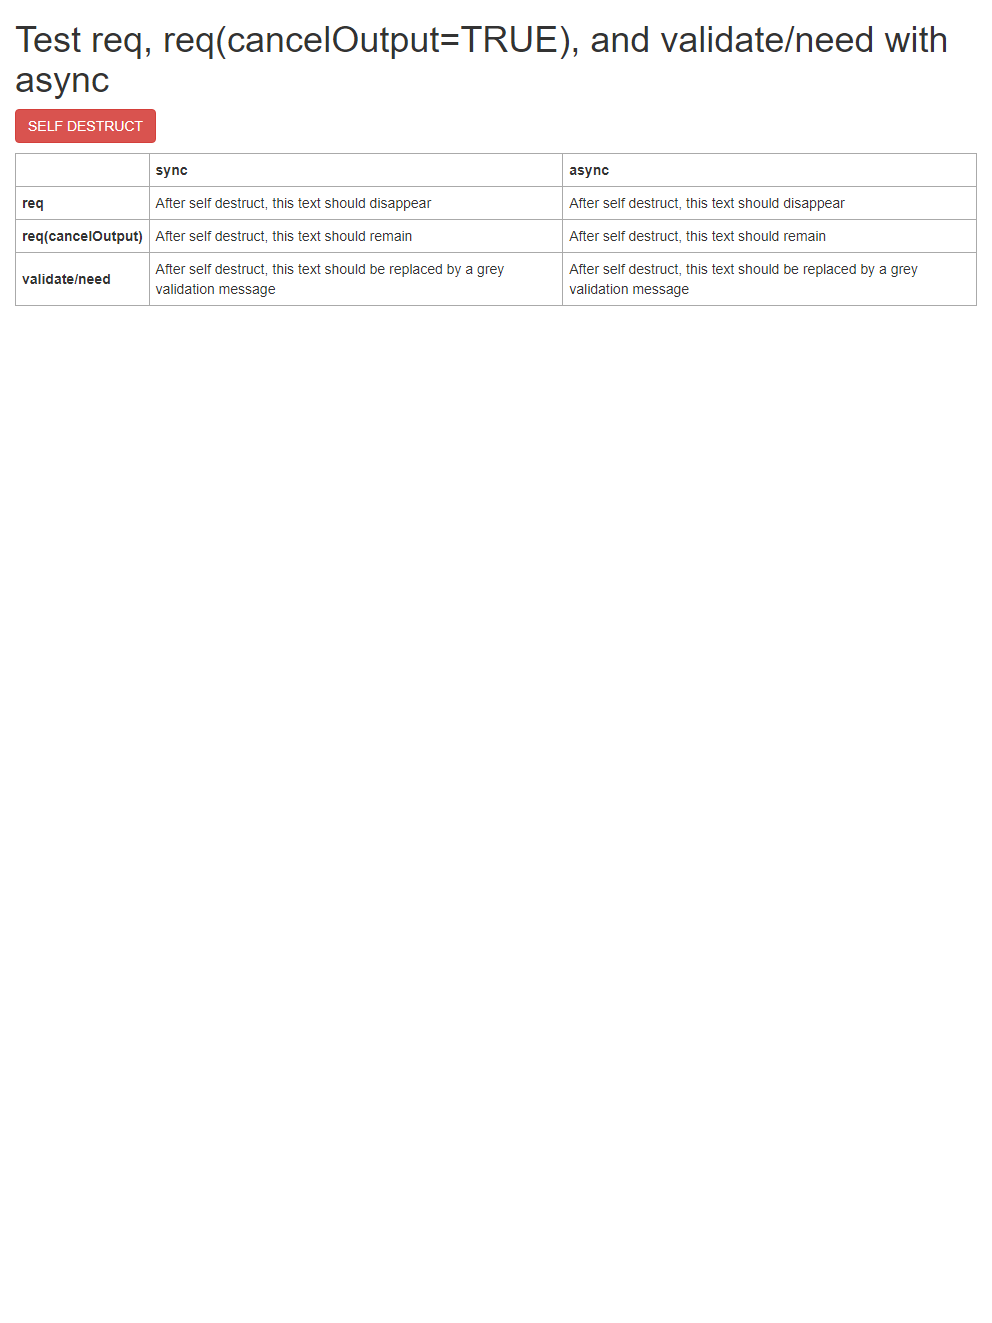 Test req, req(cancelOutput=TRUE), and validate/need with
async
SELF DESTRUCT
sync async
req After self destruct, this text should disappear After self destruct, this text should disappear
req(cancelOutput) After self destruct, this text should remain After self destruct, this text should remain
validate/need
After self destruct, this text should be replaced by a grey
validation message
After self destruct, this text should be replaced by a grey
validation message